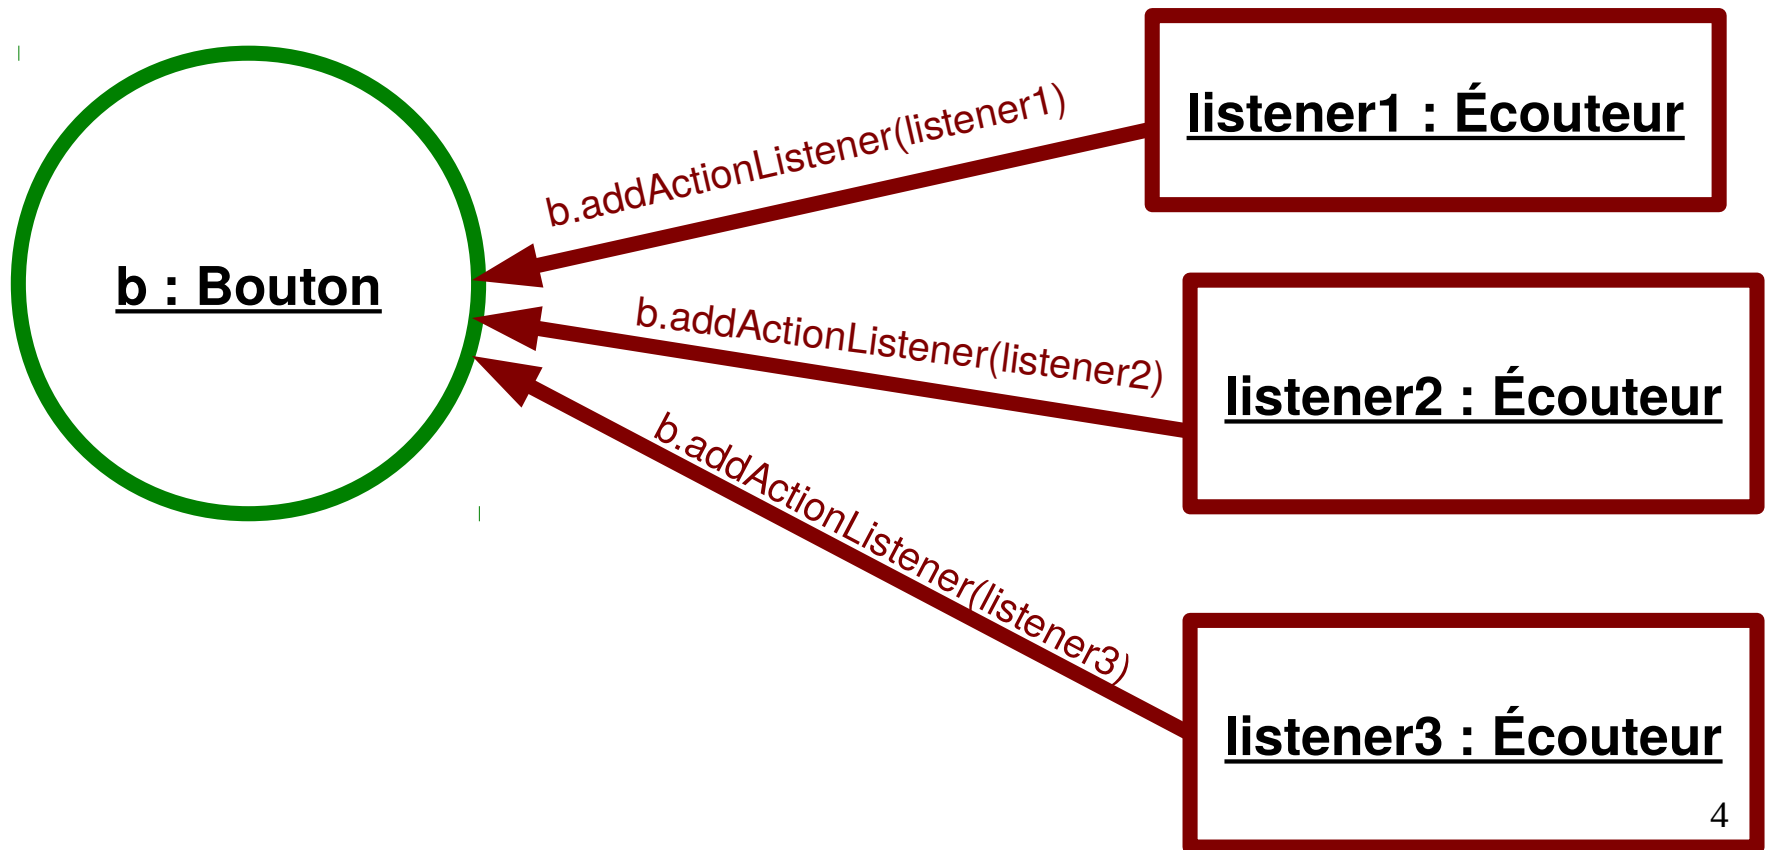 listener1 : Écouteur
b.addActionListener(listener1)
b : Bouton
b.addActionListener(listener2)
listener2 : Écouteur
b.addActionListener(listener3)
listener3 : Écouteur
4